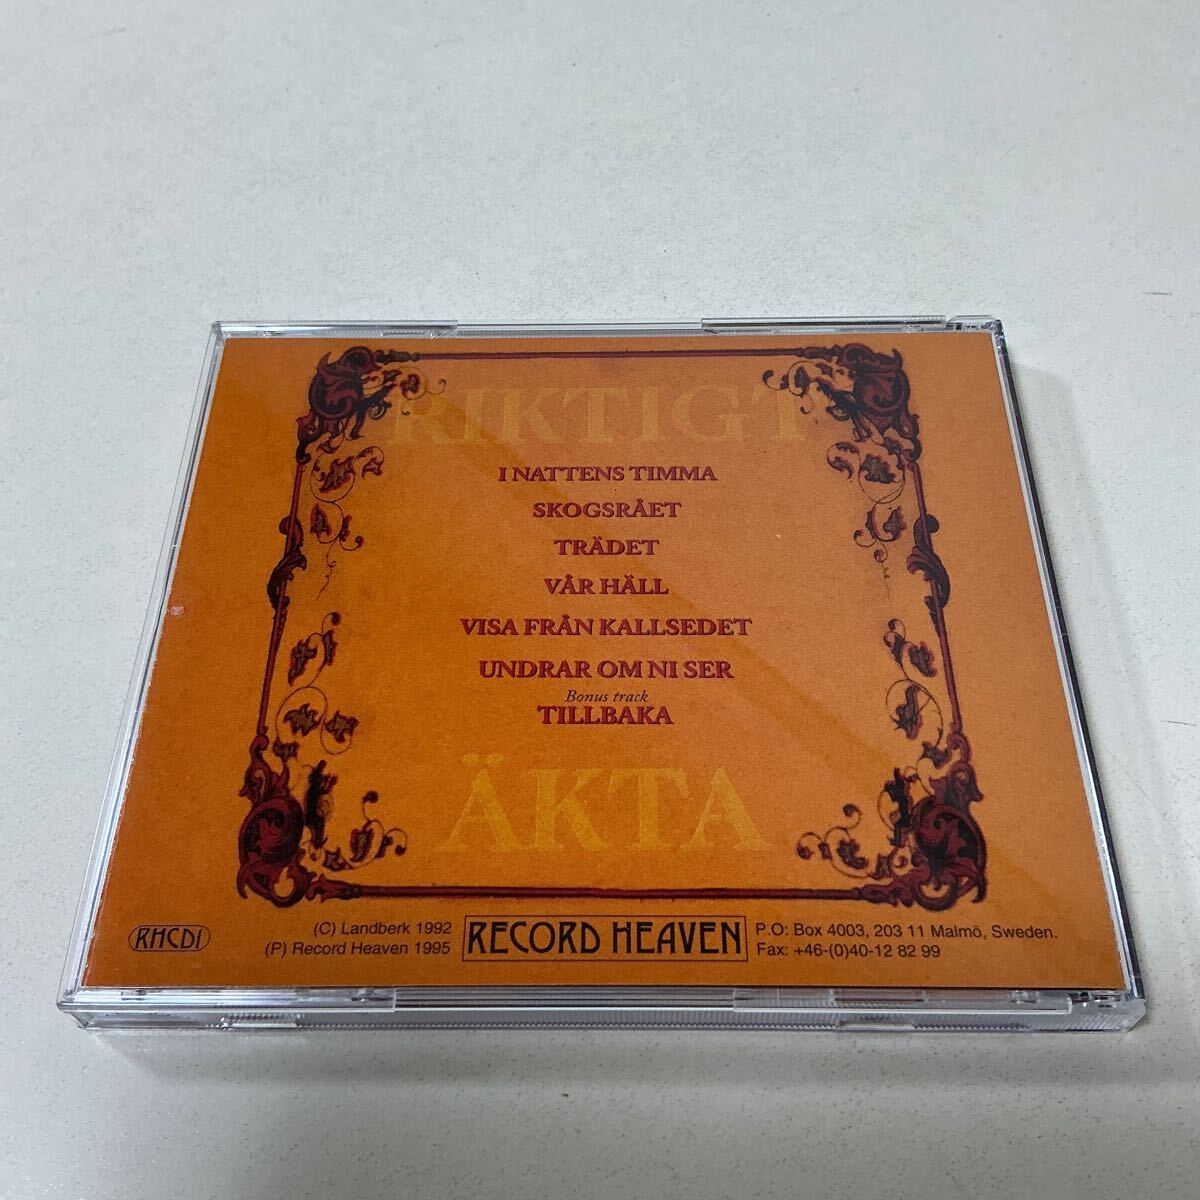 RIKTIGT
I NATTENS TIMMA
SKOGSRÅET
TRÄDET
VÅR HÄLL
VISA FRÅN KALLSEDET
UNDRAR OM NI SER
Bonus track
TILLBAKA
ÄKTA
RHCD1
(C) Landberk 1992
(P) Record Heaven 1995
RECORD HEAVEN
P.O: Box 4003, 203 11 Malmö, Sweden.
Fax: +46-(0)40-12 82 99